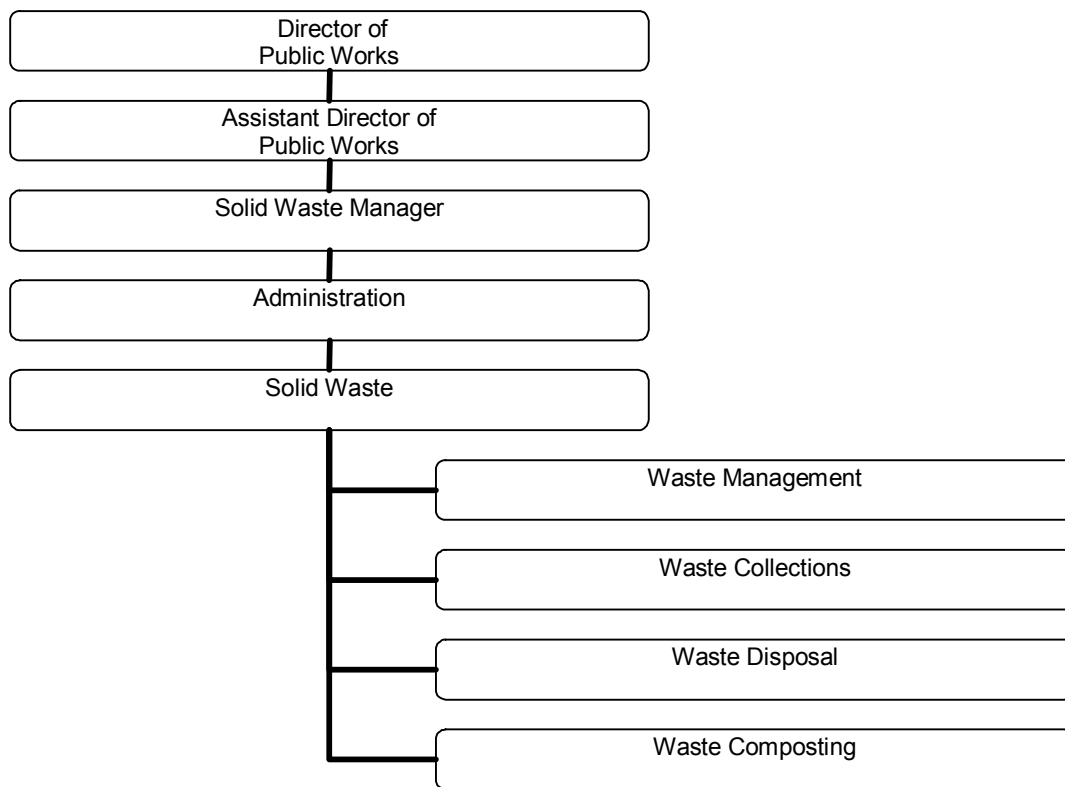 Director of
Public Works
Assistant Director of
Public Works
Solid Waste Manager
Administration
Solid Waste
Waste Management
Waste Collections
Waste Disposal
Waste Composting